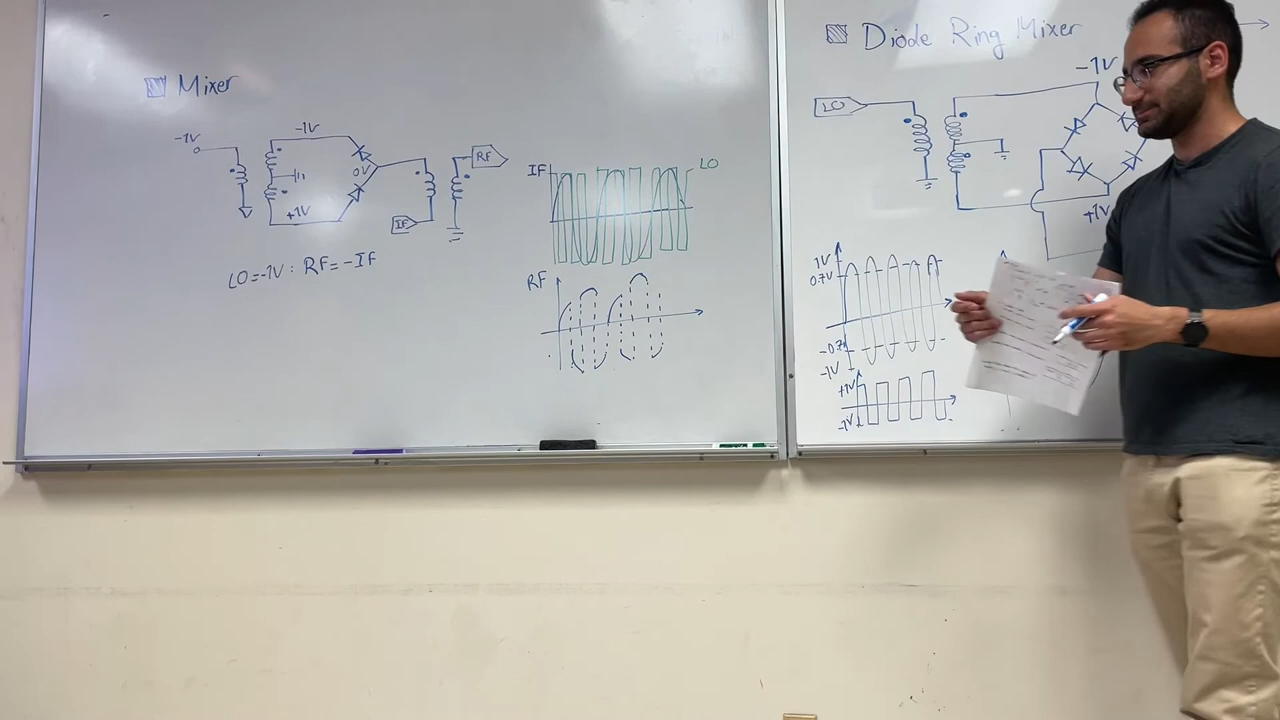 Mixer
-1V
-1V
0V
+1V
RF
IF
LO=-1V: RF=-IF
IF
LO
RF
Diode Ring Mixer
LO
-1V
+1V
1V
0.7V
-0.7V
-1V
+1V
-1V